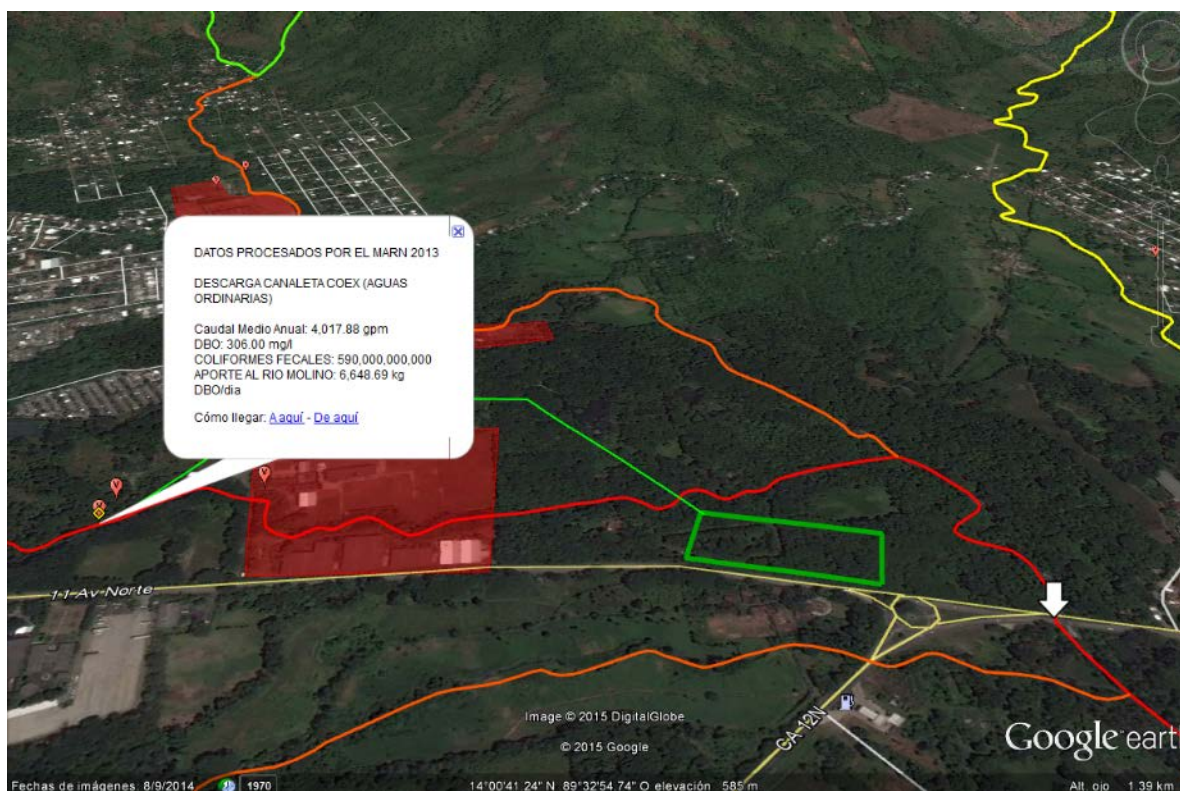 DATOS PROCESADOS POR EL MARN 2013
DESCARGA CANALETA COEX (AGUAS
ORDINARIAS)
Caudal Medio Anual: 4,017.88 gpm
DBO: 306.00 mg/l
COLIFORMES FECALES: 590,000,000,000
APORTE AL RIO MOLINO: 6,648.69 kg
DBO/dia
Cómo llegar: A aquí - De aquí
V
V
11 Av Norte
CA-12N
Image © 2015 DigitalGlobe
© 2015 Google
Google earth
Fechas de imágenes: 8/9/2014 1970 14°00'41.24" N 89°32'54.74" O elevación 585 m Alt. ojo 1.39 km